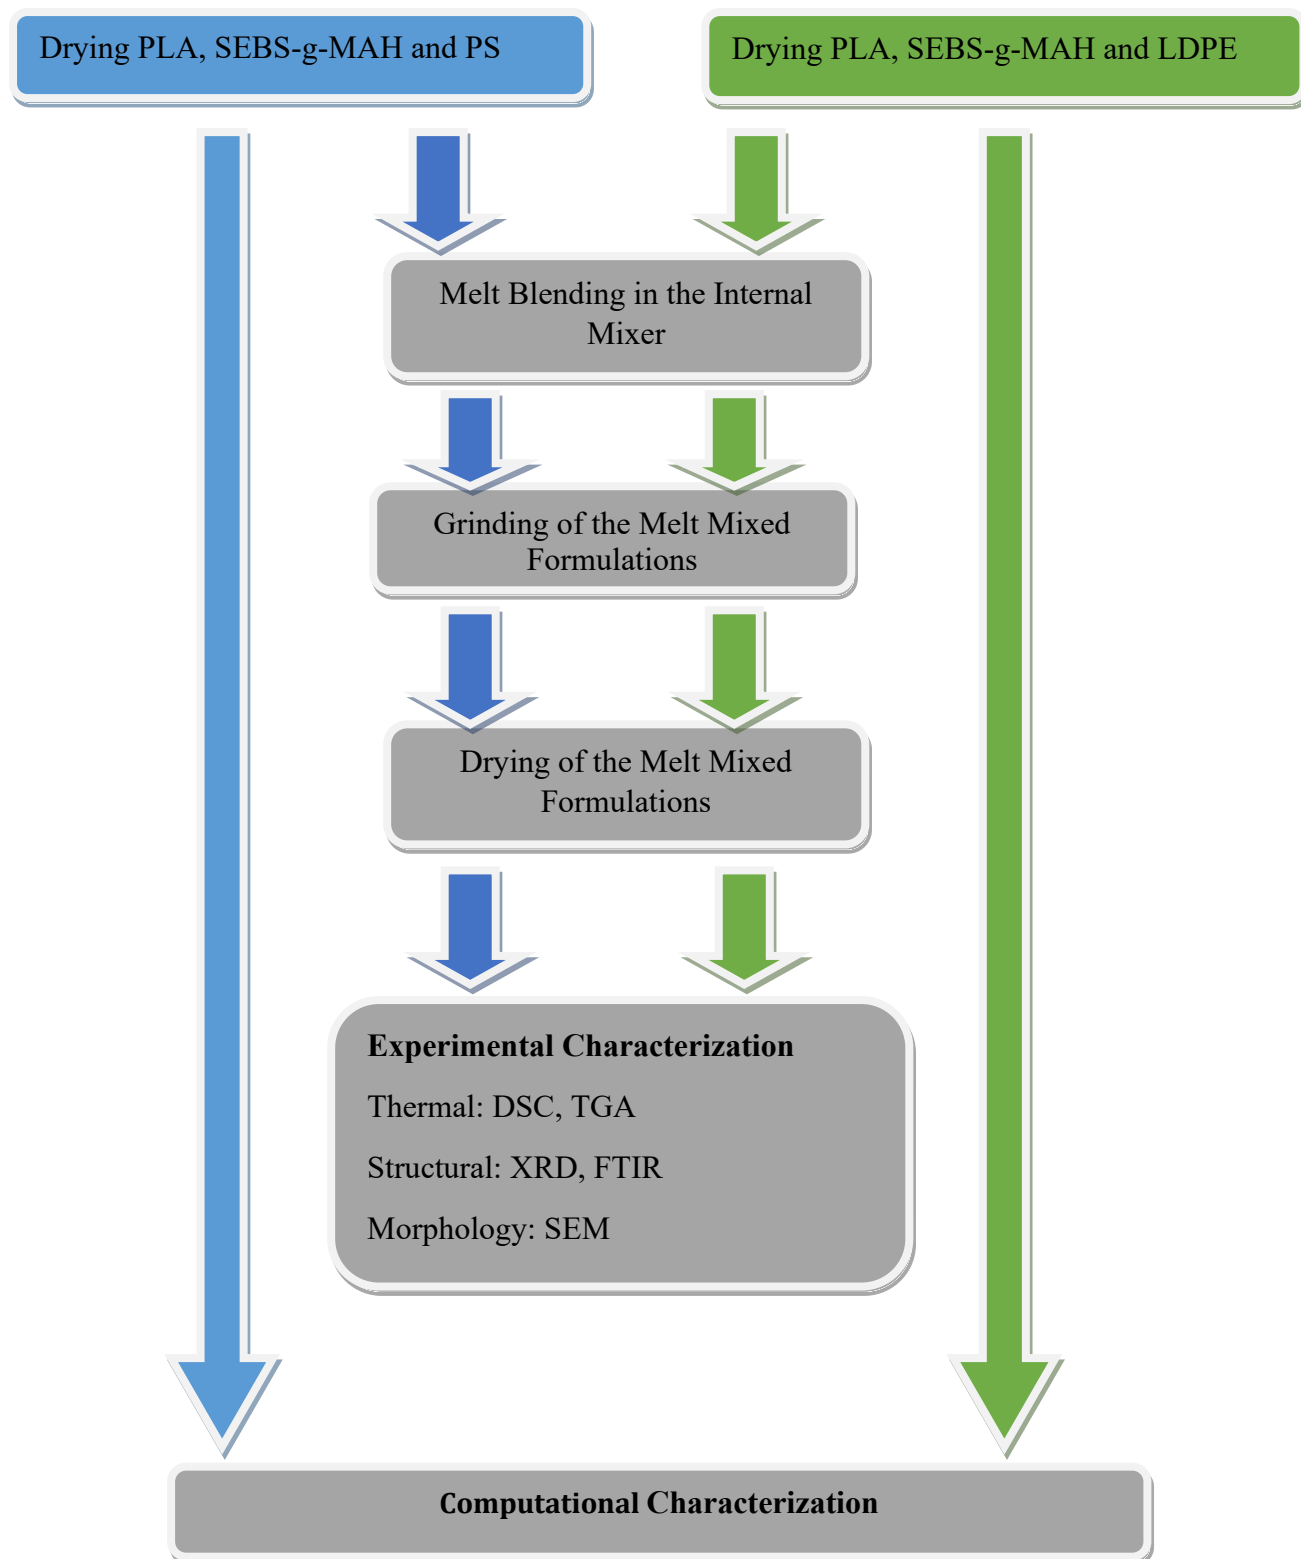 Drying PLA, SEBS-g-MAH and PS
Drying PLA, SEBS-g-MAH and LDPE
Melt Blending in the Internal
Mixer
Grinding of the Melt Mixed
Formulations
Drying of the Melt Mixed
Formulations
Experimental Characterization
Thermal: DSC, TGA
Structural: XRD, FTIR
Morphology: SEM
Computational Characterization